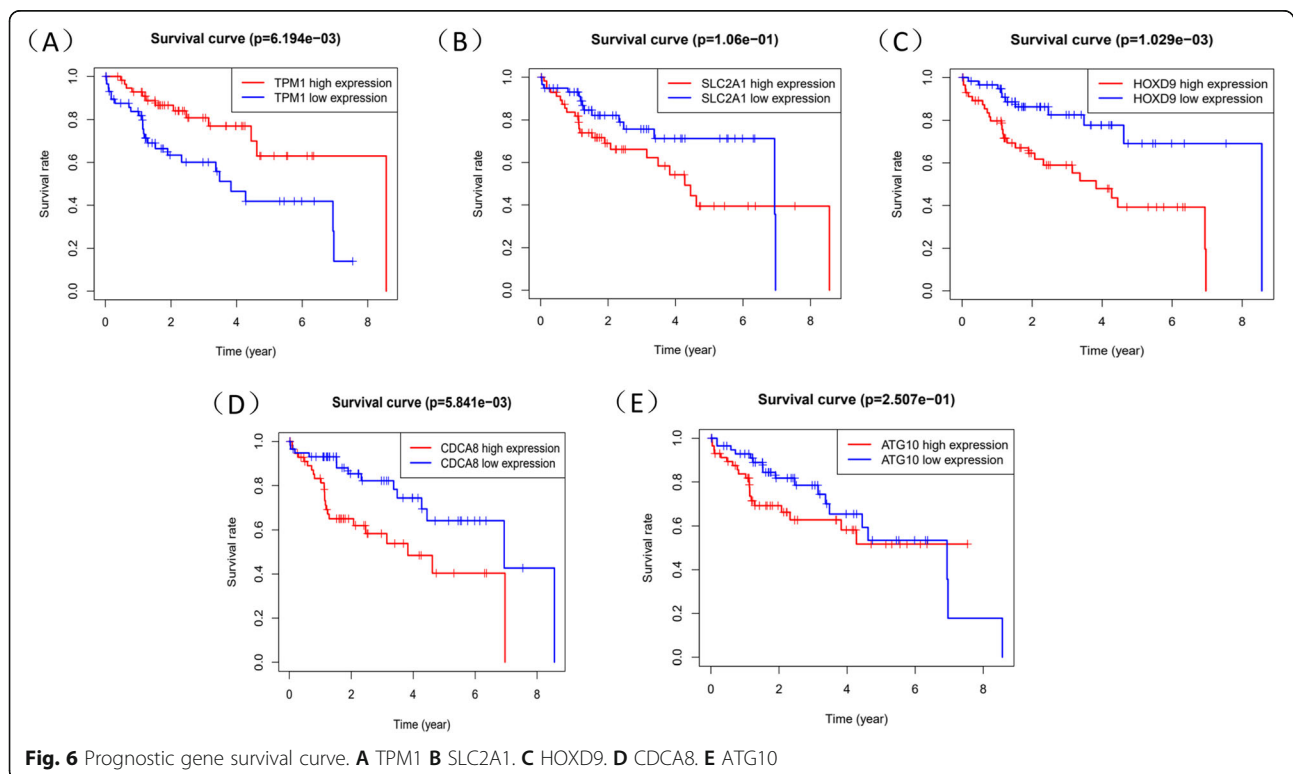 (A)
Survival curve (p=6.194e−03)
TPM1 high expression
TPM1 low expression
Survival rate
0.0 0.2 0.4 0.6 0.8 1.0
0 2 4 6 8
Time (year)
(B)
Survival curve (p=1.06e−01)
SLC2A1 high expression
SLC2A1 low expression
Survival rate
0.0 0.2 0.4 0.6 0.8 1.0
0 2 4 6 8
Time (year)
(C)
Survival curve (p=1.029e−03)
HOXD9 high expression
HOXD9 low expression
Survival rate
0.0 0.2 0.4 0.6 0.8 1.0
0 2 4 6 8
Time (year)
(D)
Survival curve (p=5.841e−03)
CDCA8 high expression
CDCA8 low expression
Survival rate
0.0 0.2 0.4 0.6 0.8 1.0
0 2 4 6 8
Time (year)
(E)
Survival curve (p=2.507e−01)
ATG10 high expression
ATG10 low expression
Survival rate
0.0 0.2 0.4 0.6 0.8 1.0
0 2 4 6 8
Time (year)
Fig. 6 Prognostic gene survival curve. A TPM1 B SLC2A1. C HOXD9. D CDCA8. E ATG10